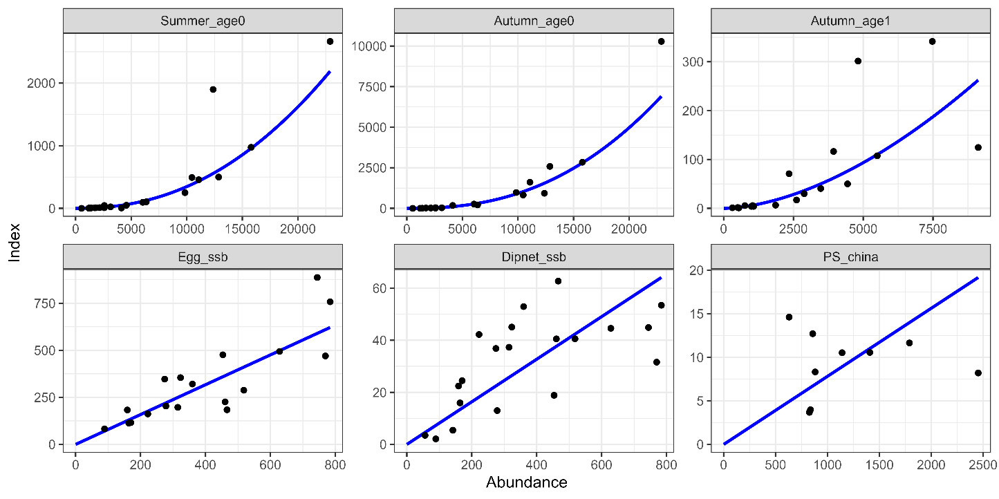 Summer_age0 Autumn_age0 Autumn_age1
2000
1000
0
10000
7500
5000
2500
0
300
200
100
0
0 5000 10000 15000 20000
0 5000 10000 15000 20000
0 2500 5000 7500
Index
Egg_ssb Dipnet_ssb PS_china
750
500
250
0
60
40
20
0
20
15
10
5
0
0 200 400 600 800
0 200 400 600 800
0 500 1000 1500 2000 2500
Abundance